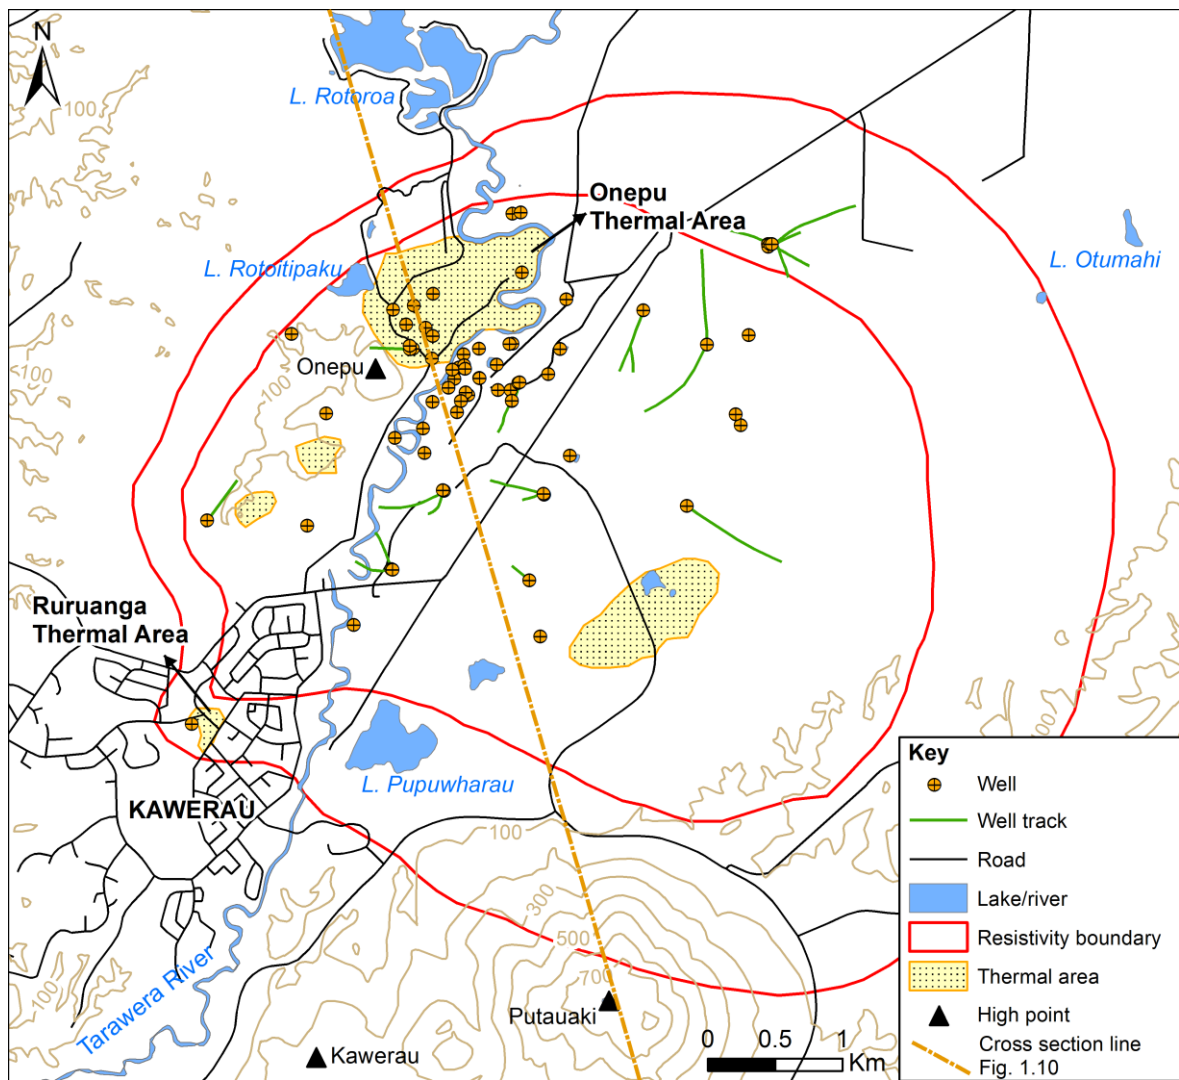 N
100
L. Rotoroa
Onepu
Thermal Area
L. Rotoitipaku
L. Otumahi
100
Onepu
100
Ruruanga
Thermal Area
100
L. Pupuwharau
KAWERAU
100
300
500
700
100
Tarawera River
Putauaki
Kawerau
0 0.5 1
Km
Key
Well
Well track
Road
Lake/river
Resistivity boundary
Thermal area
High point
Cross section line
Fig. 1.10